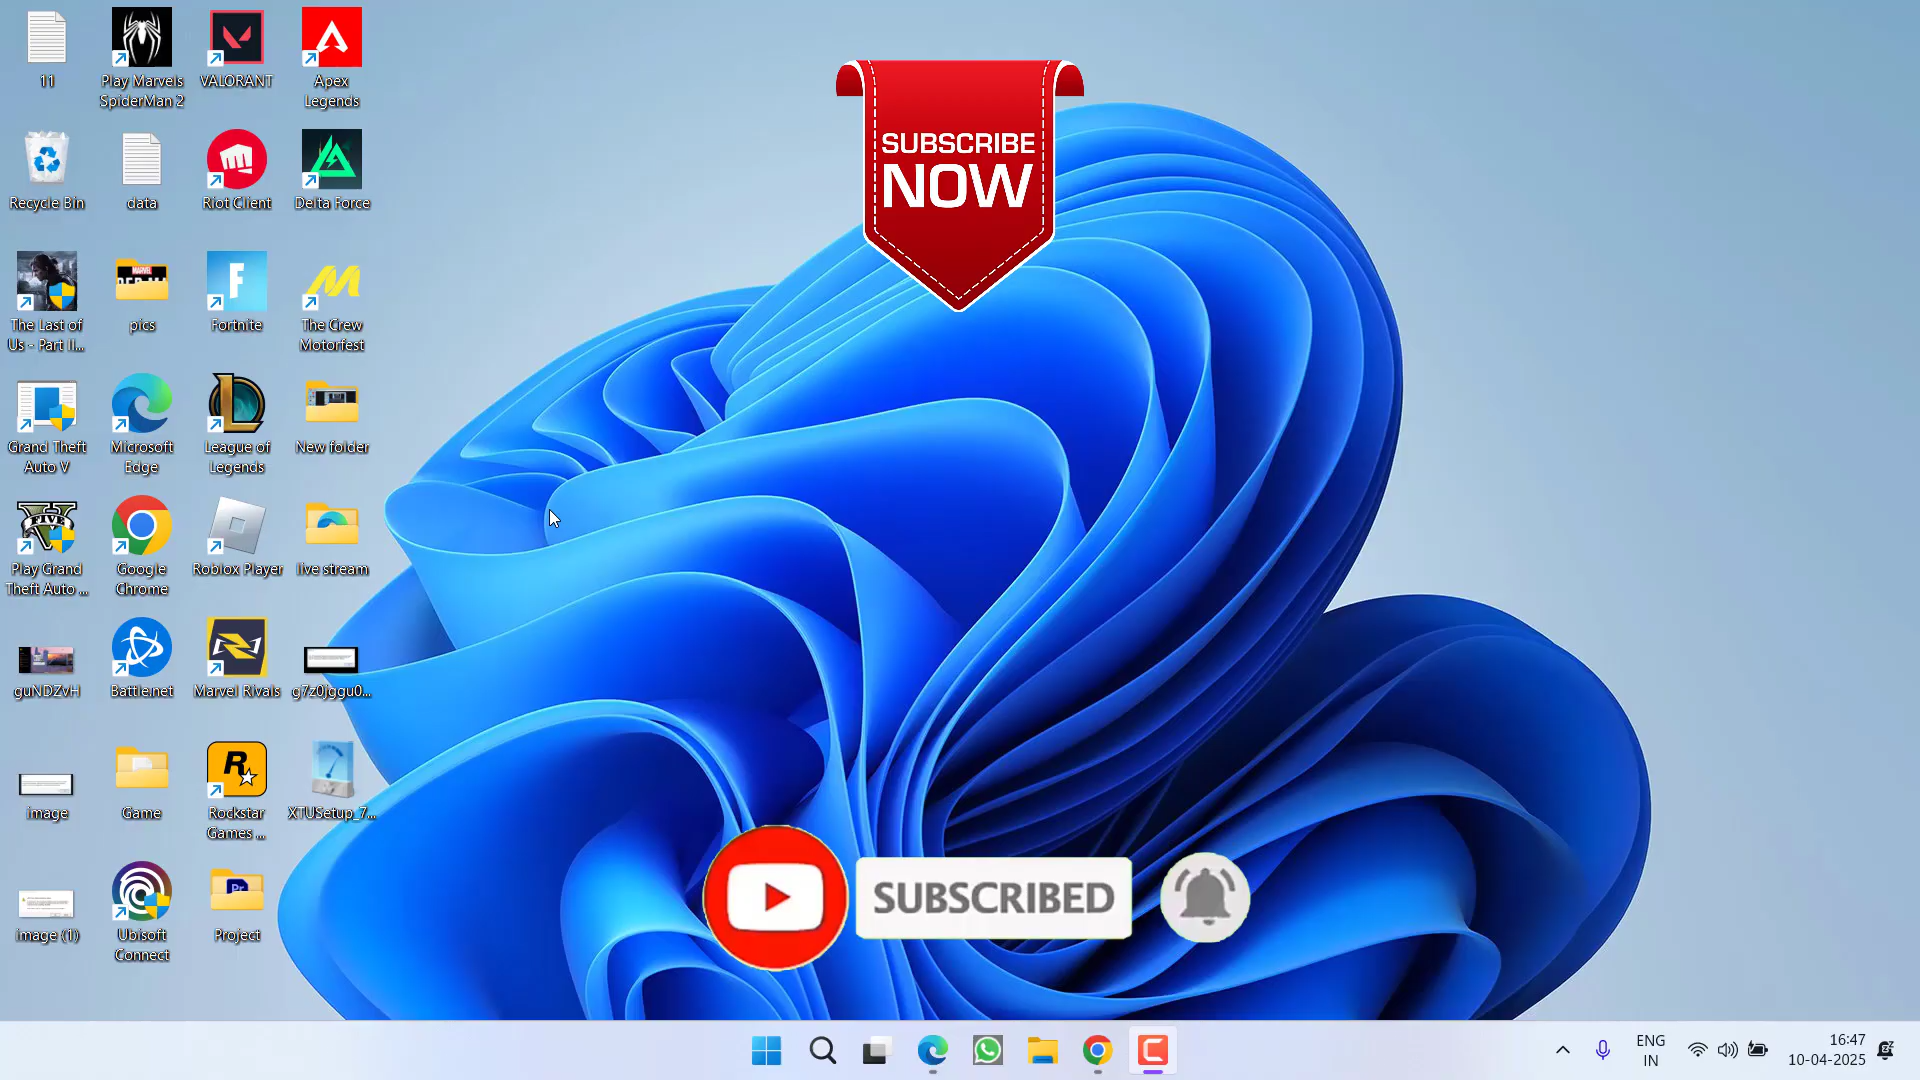 11
Play Marvels
SpiderMan 2
VALORANT
Apex
Legends
Recycle Bin
data
Riot Client
Delta Force
The Last of
Us - Part II...
pics
Fortnite
The Crew
Motorfest
Grand Theft
Auto V
Microsoft
Edge
League of
Legends
New folder
Play Grand
Theft Auto ...
Google
Chrome
Roblox Player
live stream
guNDZvH
Battle.net
Marvel Rivals
g7z0jggu0...
image
Game
Rockstar
Games ...
XTUSetup_7...
image (1)
Ubisoft
Connect
Project
SUBSCRIBE
NOW
SUBSCRIBED
ENG
IN
16:47
10-04-2025